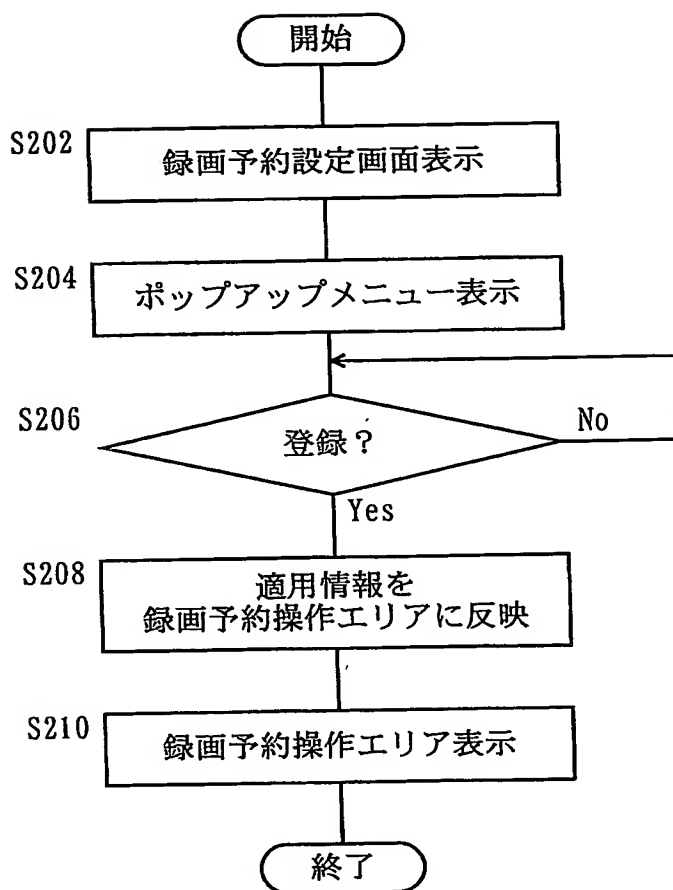 開始
S202
録画予約設定画面表示
S204
ポップアップメニュー表示
S206
登録？
No
Yes
S208
適用情報を
録画予約操作エリアに反映
S210
録画予約操作エリア表示
終了